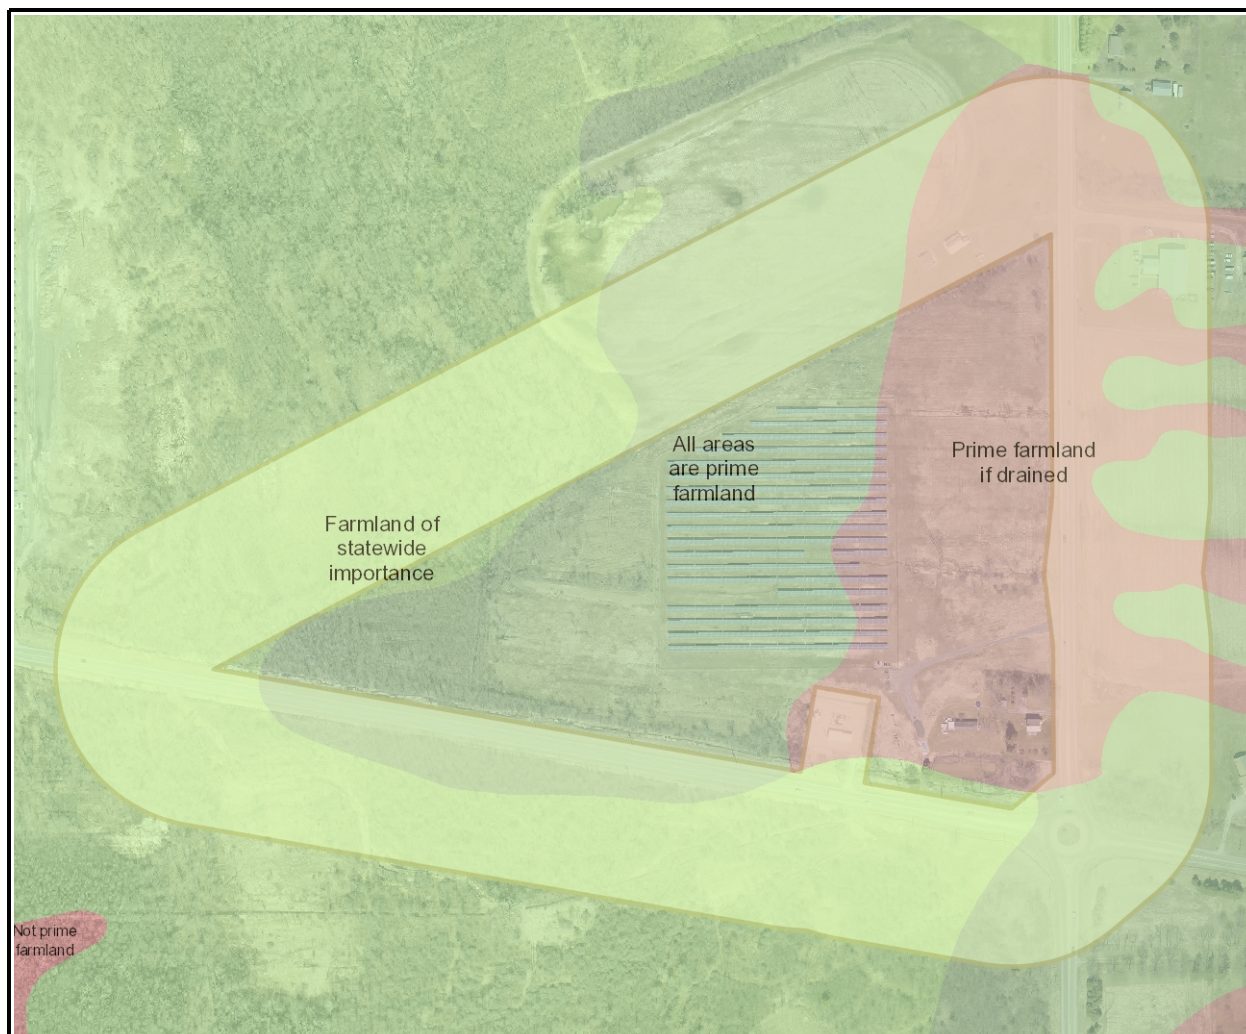 All areas
are prime
farmland
Prime farmland
if drained
Farmland of
statewide
importance
Not prime
farmland